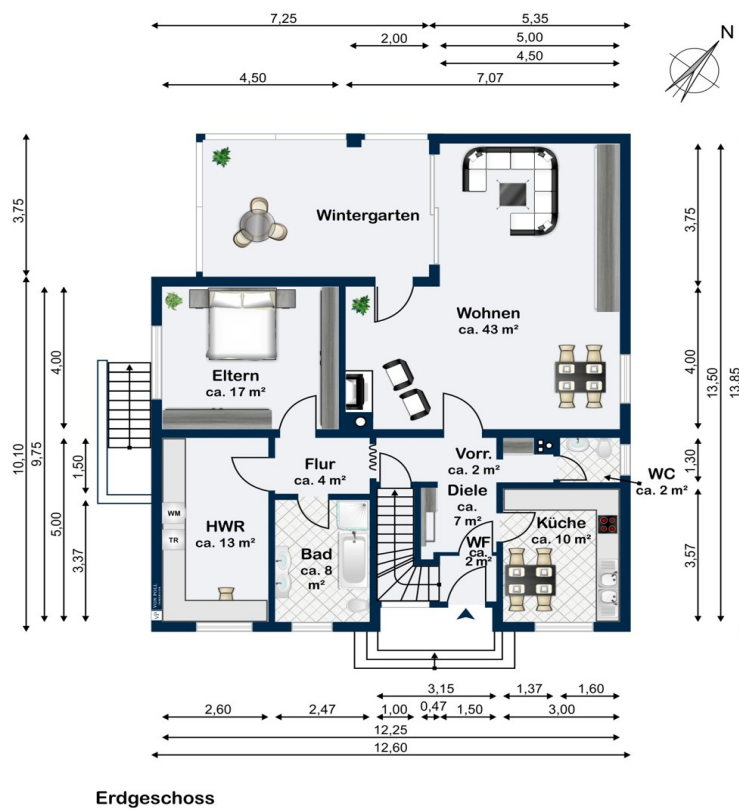 7,25
5,35
2,00
5,00
4,50
4,50
7,07
N
3,75
Wintergarten
3,75
Wohnen
ca. 43 m²
4,00
Eltern
ca. 17 m²
4,00
13,50
13,85
10,10
9,75
1,50
5,00
3,37
Flur
ca. 4 m²
Vorr.
ca. 2 m²
WC
ca. 2 m²
1,30
Diele
ca.
7 m²
WM
TR
HWR
ca. 13 m²
Bad
ca. 8
m²
WF
ca.
2 m²
Küche
ca. 10 m²
3,57
VON POLL
VP
3,15
1,37
1,60
2,60
2,47
1,00
0,47
1,50
3,00
12,25
12,60
Erdgeschoss